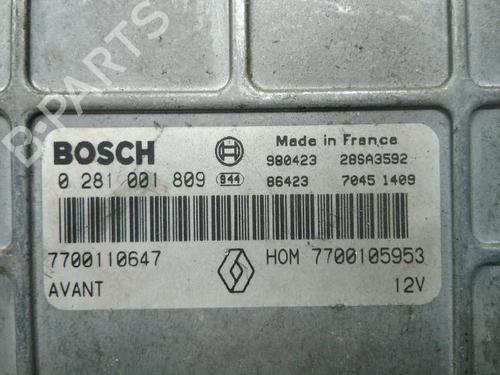 B-PARTS
BOSCH
Made in France
980423 28SA3592
0 281 001 809 944 86423 7045 1409
7700110647 HOM 7700105953
AVANT 12V